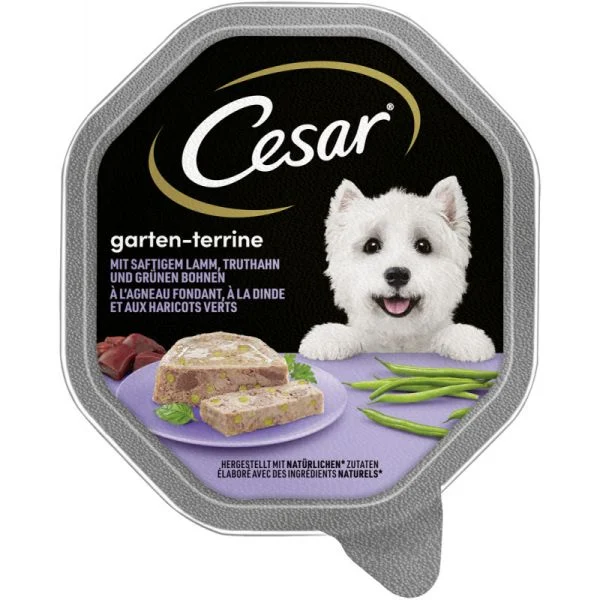 Cesar®
garten-terrine
MIT SAFTIGEM LAMM, TRUTHAHN
UND GRÜNEN BOHNEN
À L'AGNEAU FONDANT, À LA DINDE
ET AUX HARICOTS VERTS
HERGESTELLT MIT NATÜRLICHEN* ZUTATEN
ÉLABORÉ AVEC DES INGRÉDIENTS NATURELS*